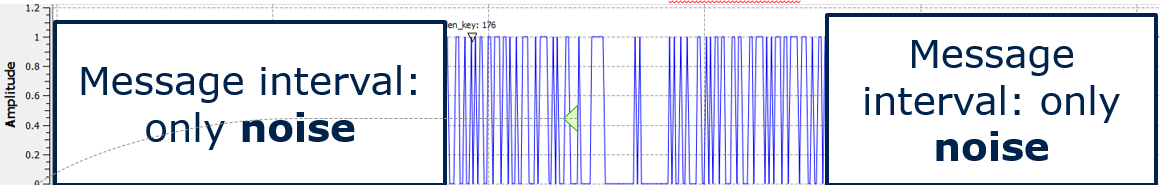 1.2
1
0.8
0.6
0.4
0.2
0
Amplitude
Message interval:
only noise
en_key: 176
Message
interval: only
noise